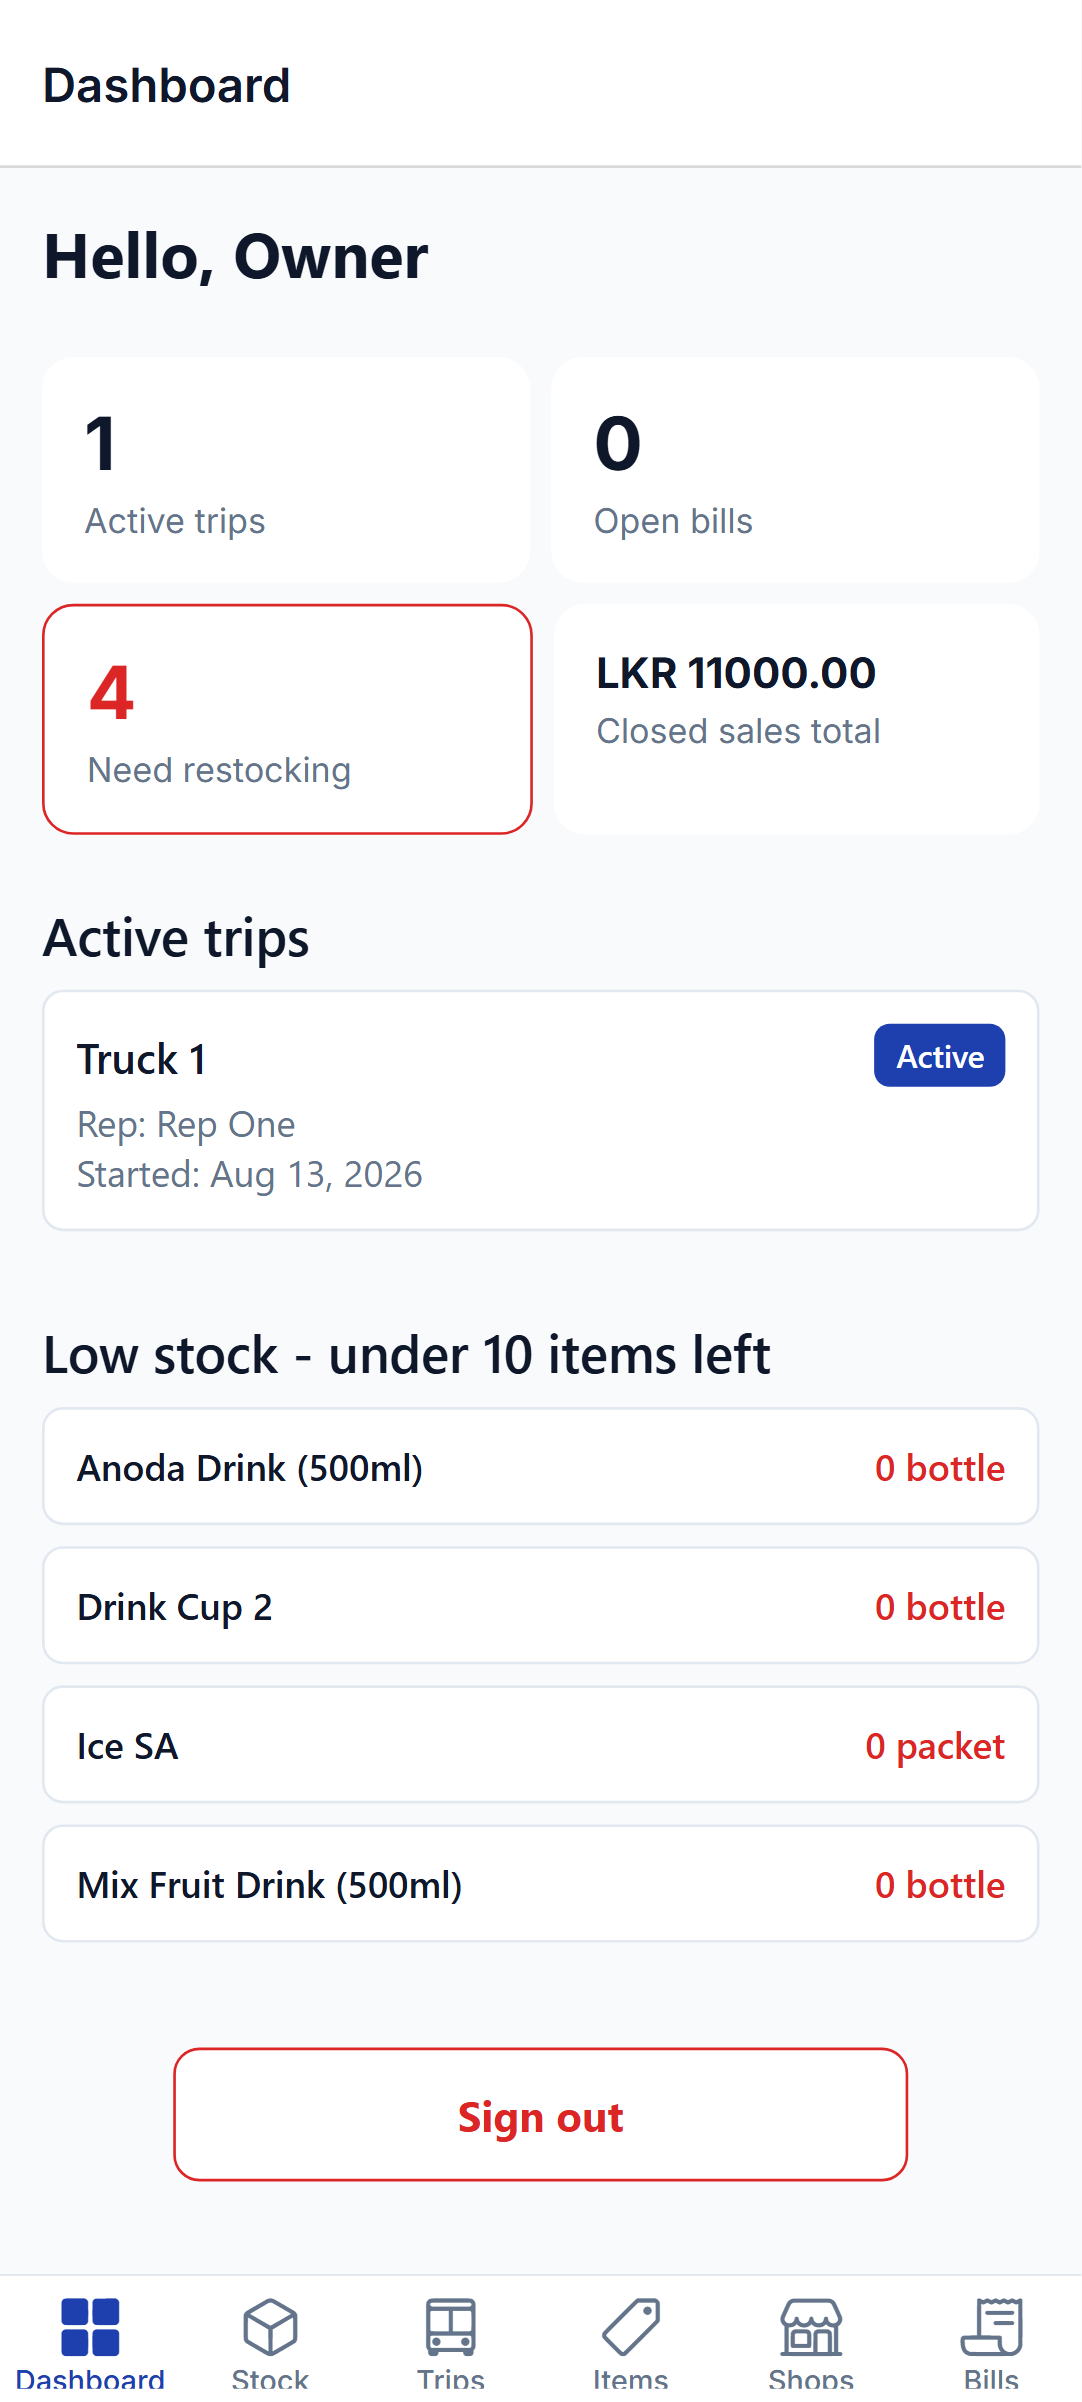 Dashboard
Hello, Owner
1
Active trips
0
Open bills
4
Need restocking
LKR 11000.00
Closed sales total
Active trips
Truck 1
Active
Rep: Rep One
Started: Aug 13, 2026
Low stock - under 10 items left
Anoda Drink (500ml)
0 bottle
Drink Cup 2
0 bottle
Ice SA
0 packet
Mix Fruit Drink (500ml)
0 bottle
Sign out
Dashboard
Stock
Trips
Items
Shops
Bills